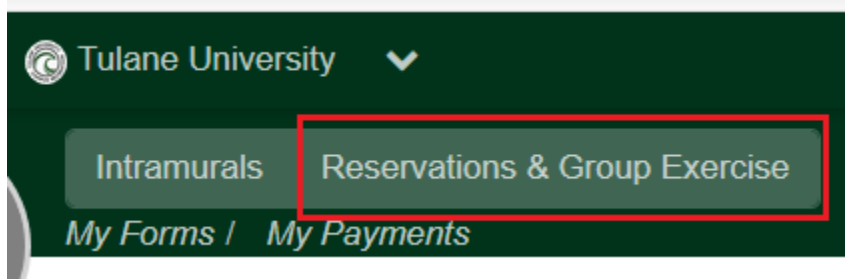 Tulane University
Intramurals Reservations & Group Exercise
My Forms / My Payments